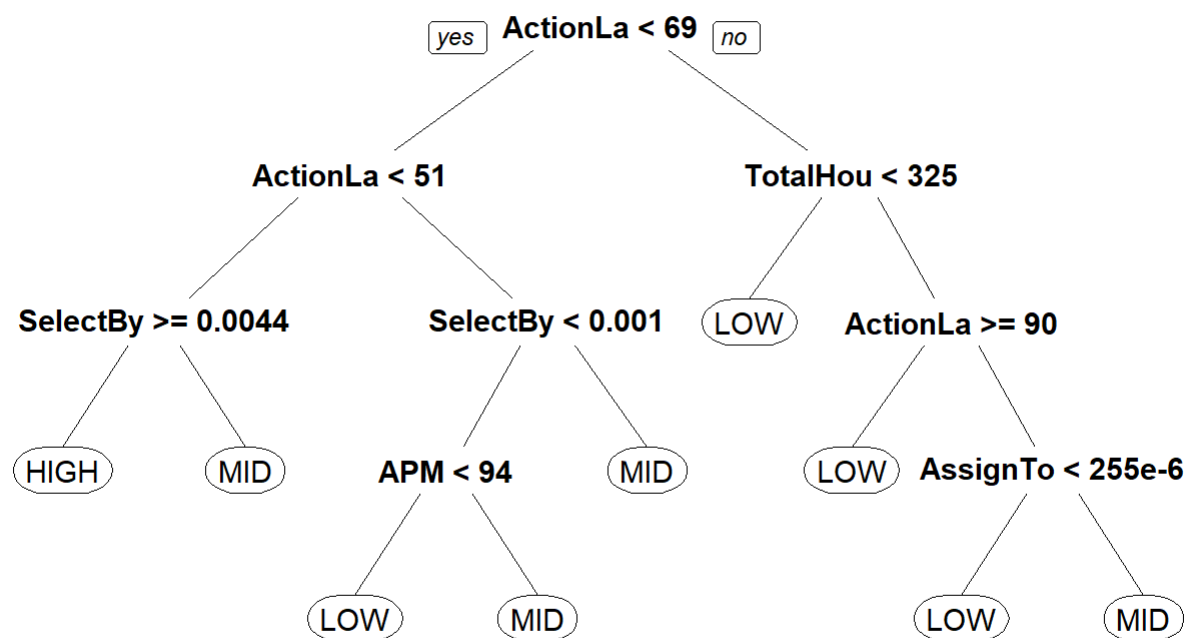 yes ActionLa < 69 no
ActionLa < 51 TotalHou < 325
SelectBy >= 0.0044 SelectBy < 0.001 LOW ActionLa >= 90
HIGH MID APM < 94 MID LOW AssignTo < 255e-6
LOW MID LOW MID